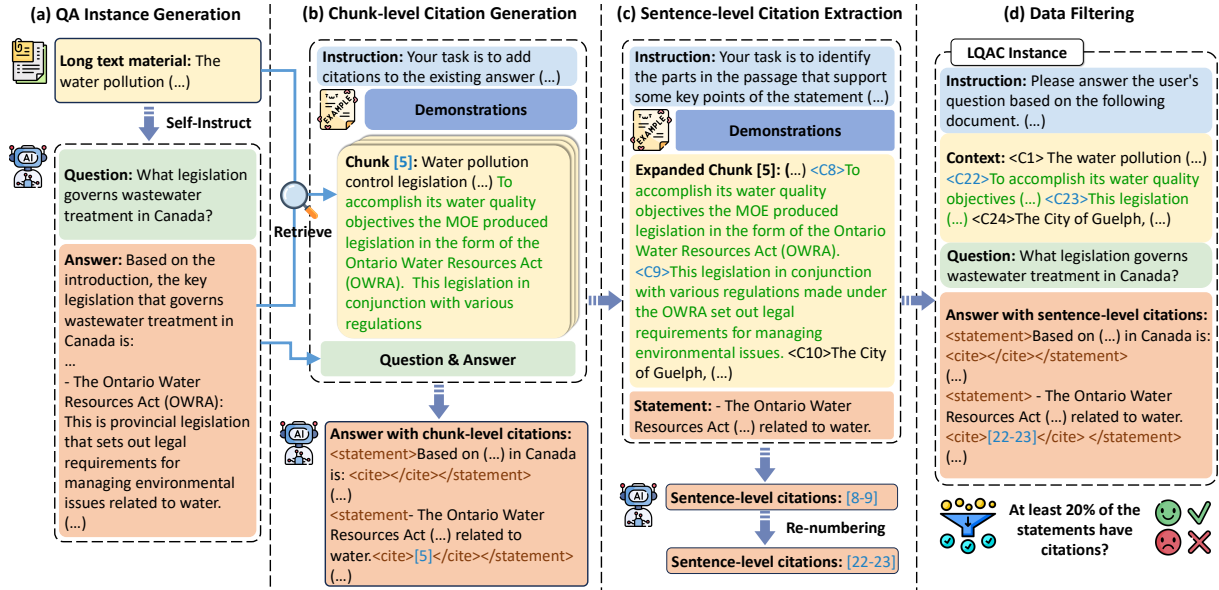 (a) QA Instance Generation
Long text material: The
water pollution (…)
Self-Instruct
AI
Question: What legislation
governs wastewater
treatment in Canada?
Answer: Based on the
introduction, the key
legislation that governs
wastewater treatment in
Canada is:
…
- The Ontario Water
Resources Act (OWRA):
This is provincial legislation
that sets out legal
requirements for
managing environmental
issues related to water.
(…)
Retrieve
(b) Chunk-level Citation Generation
Instruction: Your task is to add
citations to the existing answer (…)
EXAMPLE
Demonstrations
Chunk [5]: Water pollution
control legislation (…) To
accomplish its water quality
objectives the MOE produced
legislation in the form of the
Ontario Water Resources Act
(OWRA).  This legislation in
conjunction with various
regulations
Question & Answer
AI
Answer with chunk-level citations:
<statement>Based on (…) in Canada
is: <cite></cite></statement>
(…)
<statement- The Ontario Water
Resources Act (…) related to
water.<cite>[5]</cite></statement>
(…)
(c) Sentence-level Citation Extraction
Instruction: Your task is to identify
the parts in the passage that support
some key points of the statement (…)
EXAMPLE
Demonstrations
Expanded Chunk [5]: (…) <C8>To
accomplish its water quality
objectives the MOE produced
legislation in the form of the Ontario
Water Resources Act (OWRA).
<C9>This legislation in conjunction
with various regulations made under
the OWRA set out legal
requirements for managing
environmental issues. <C10>The City
of Guelph, (…)
Statement: - The Ontario Water
Resources Act (…) related to water.
AI
Sentence-level citations: [8-9]
Re-numbering
Sentence-level citations: [22-23]
(d) Data Filtering
LQAC Instance
Instruction: Please answer the user's
question based on the following
document. (…)
Context: <C1> The water pollution (…)
<C22>To accomplish its water quality
objectives (…) <C23>This legislation
(…) <C24>The City of Guelph, (…)
Question: What legislation governs
wastewater treatment in Canada?
Answer with sentence-level citations:
<statement>Based on (…) in Canada is:
<cite></cite></statement>
(…)
<statement> - The Ontario Water
Resources Act (…) related to water.
<cite>[22-23]</cite> </statement>
(…)
At least 20% of the
statements have
citations?